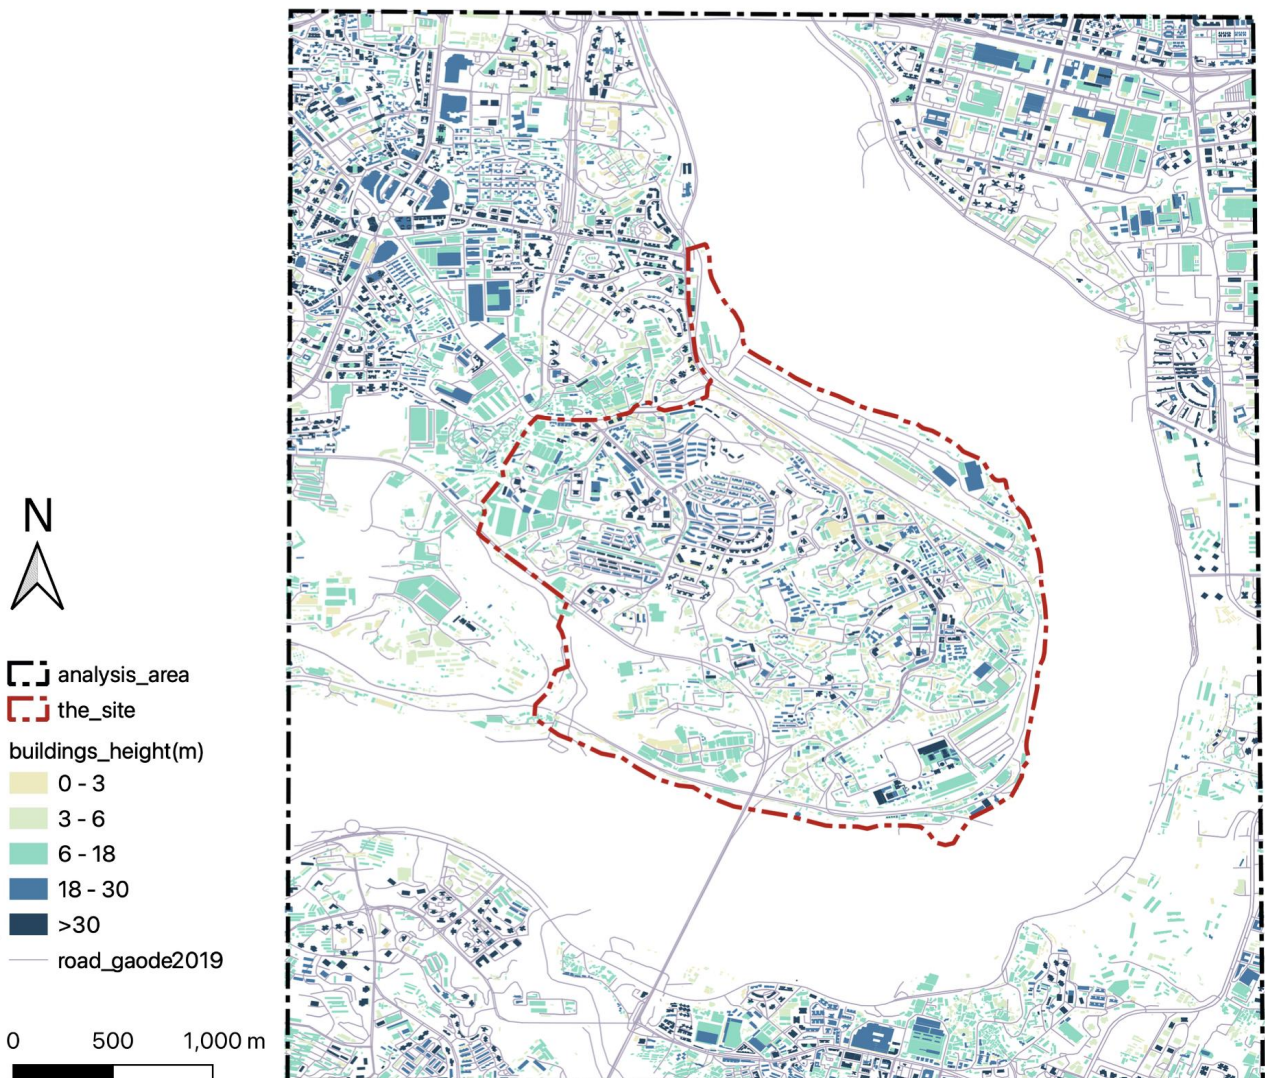 N
analysis_area
the_site
buildings_height(m)
0 - 3
3 - 6
6 - 18
18 - 30
>30
road_gaode2019
0 500 1,000 m